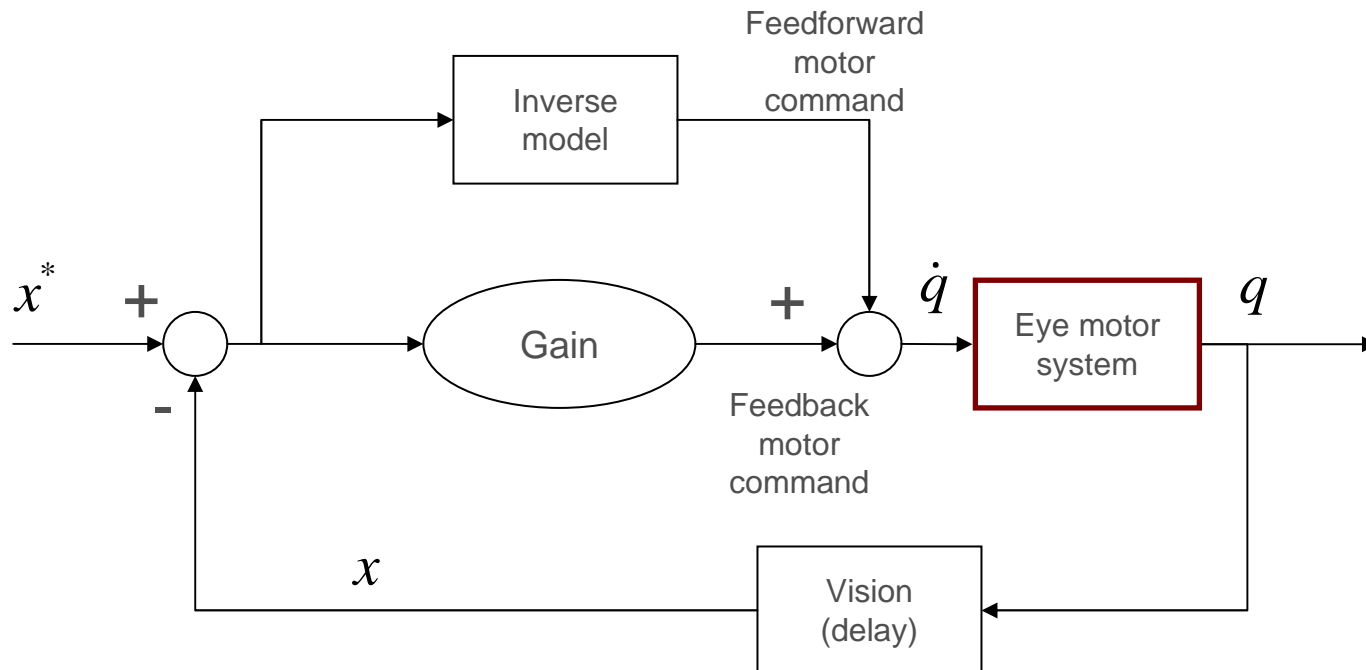 Feedforward
motor
command
Inverse
model
x*
+
-
Gain
+
Feedback
motor
command
q̇
Eye motor
system
q
x
Vision
(delay)